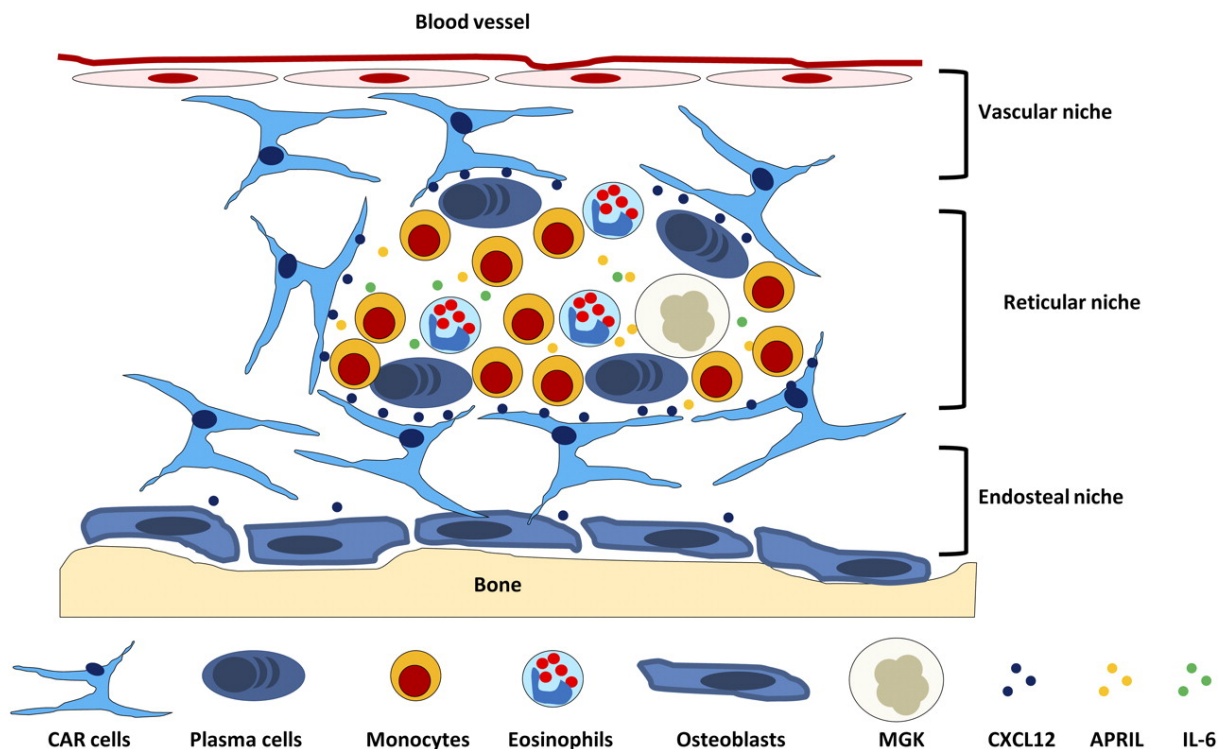 Blood vessel
Vascular niche
Reticular niche
Endosteal niche
Bone
CAR cells
Plasma cells
Monocytes
Eosinophils
Osteoblasts
MGK
CXCL12
APRIL
IL-6